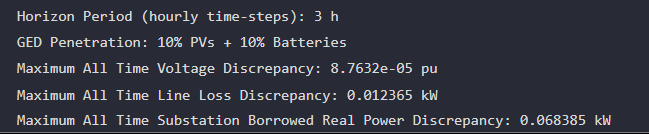 Horizon Period (hourly time-steps): 3 h
GED Penetration: 10% PVs + 10% Batteries
Maximum All Time Voltage Discrepancy: 8.7632e-05 pu
Maximum All Time Line Loss Discrepancy: 0.012365 kW
Maximum All Time Substation Borrowed Real Power Discrepancy: 0.068385 kW